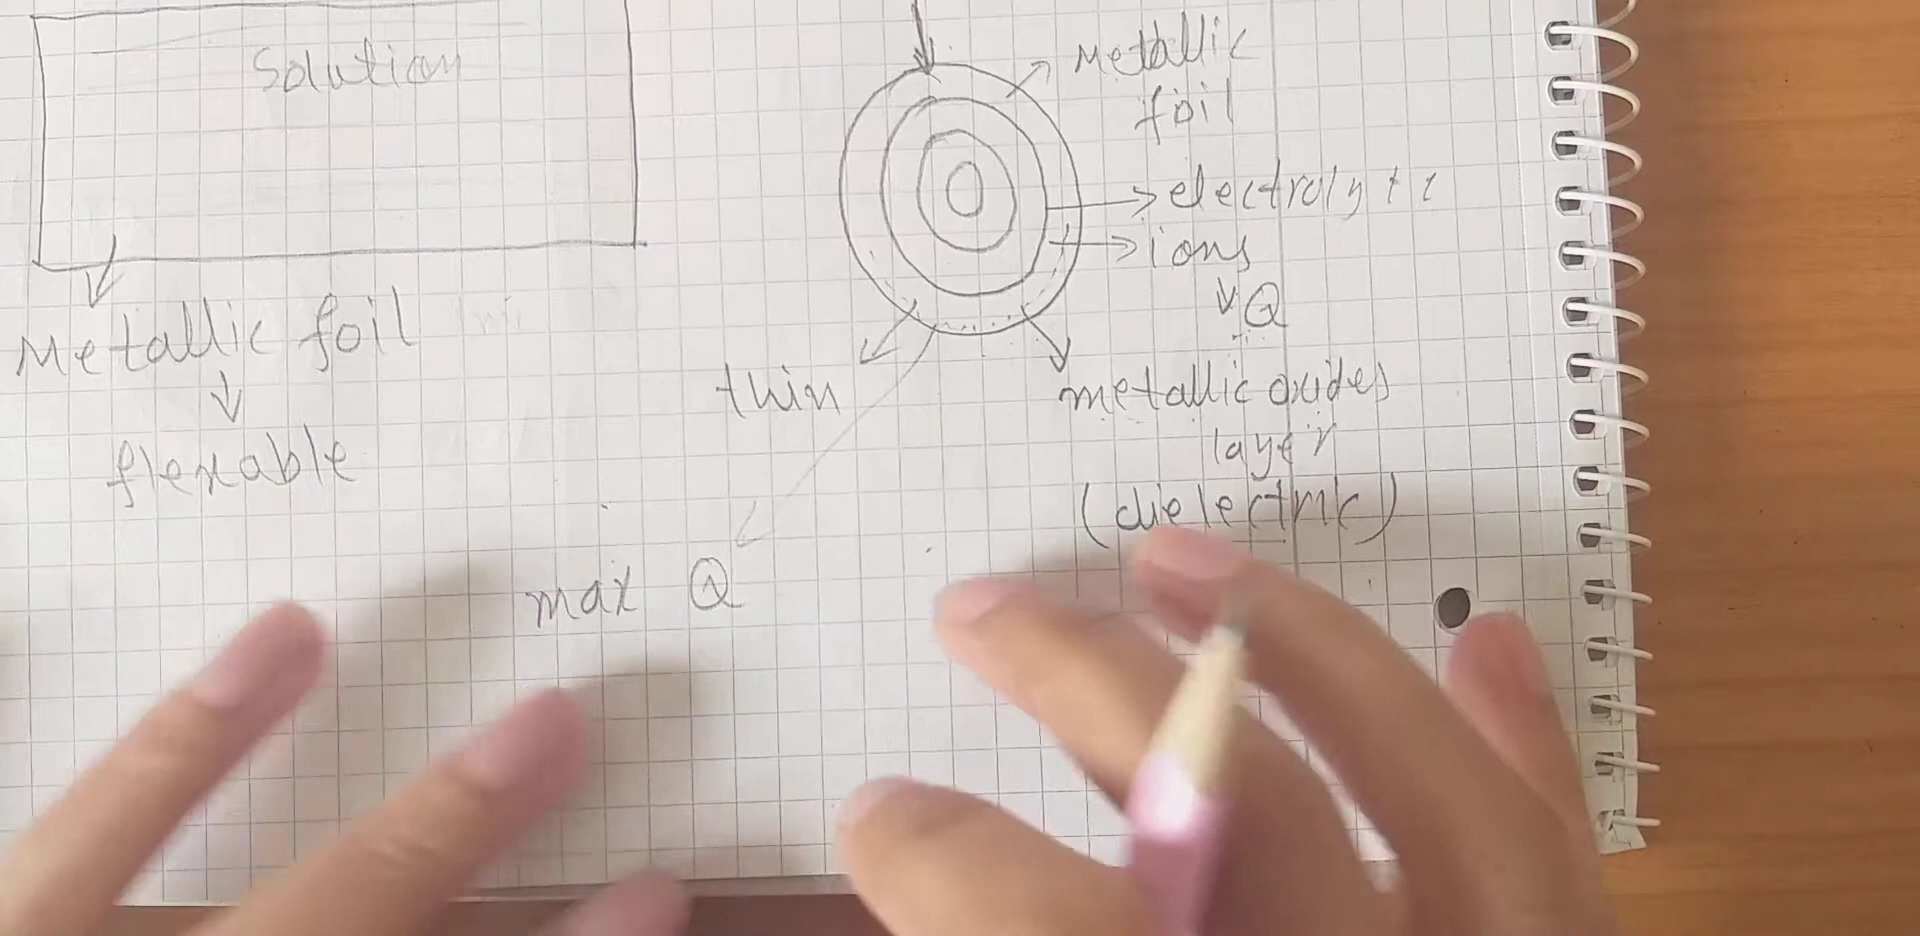 Solution
Metallic foil
flexable
Metallic
foil
electrolyte
ions
Q
thin
metallic oxides
layer
(dielectric)
max Q